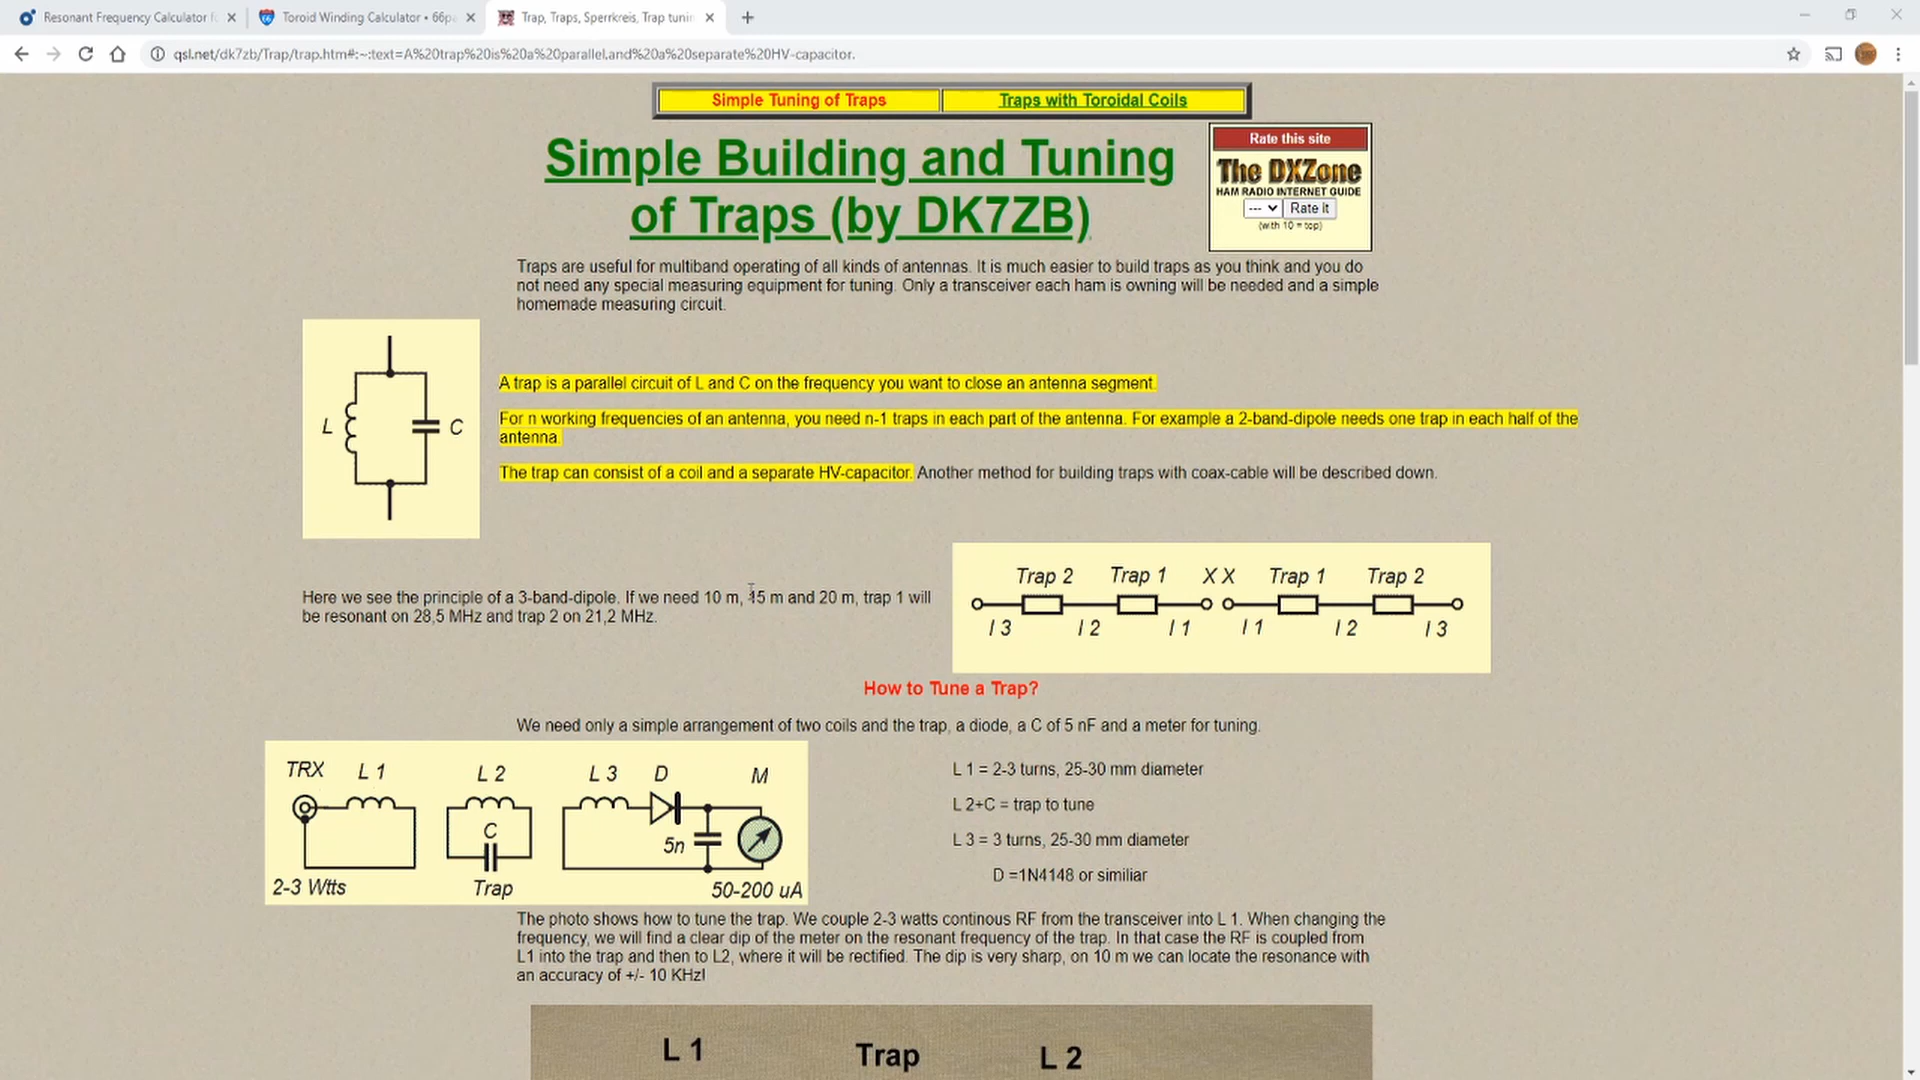 Resonant Frequency Calculator f
Toroid Winding Calculator • 66p
Trap, Traps, Sperrkreis, Trap tunin
qsl.net/dk7zb/Trap/trap.htm#:~:text=A%20trap%20is%20a%20parallel,and%20a%20separate%20HV-capacitor.
Simple Tuning of Traps
Traps with Toroidal Coils
Simple Building and Tuning
of Traps (by DK7ZB)
Rate this site
The DXZone
HAM RADIO INTERNET GUIDE
--- Rate It
(with 10 = top)
Traps are useful for multiband operating of all kinds of antennas. It is much easier to build traps as you think and you do
not need any special measuring equipment for tuning. Only a transceiver each ham is owning will be needed and a simple
homemade measuring circuit.
L C
A trap is a parallel circuit of L and C on the frequency you want to close an antenna segment.
For n working frequencies of an antenna, you need n-1 traps in each part of the antenna. For example a 2-band-dipole needs one trap in each half of the
antenna.
The trap can consist of a coil and a separate HV-capacitor. Another method for building traps with coax-cable will be described down.
Here we see the principle of a 3-band-dipole. If we need 10 m, 15 m and 20 m, trap 1 will
be resonant on 28,5 MHz and trap 2 on 21,2 MHz.
Trap 2 Trap 1 X X Trap 1 Trap 2
l 3 l 2 l 1 l 1 l 2 l 3
How to Tune a Trap?
We need only a simple arrangement of two coils and the trap, a diode, a C of 5 nF and a meter for tuning.
TRX L 1 L 2 L 3 D M
C
5n
2-3 Wtts Trap 50-200 uA
L 1 = 2-3 turns, 25-30 mm diameter
L 2+C = trap to tune
L 3 = 3 turns, 25-30 mm diameter
D =1N4148 or similiar
The photo shows how to tune the trap. We couple 2-3 watts continous RF from the transceiver into L 1. When changing the
frequency, we will find a clear dip of the meter on the resonant frequency of the trap. In that case the RF is coupled from
L1 into the trap and then to L2, where it will be rectified. The dip is very sharp, on 10 m we can locate the resonance with
an accuracy of +/- 10 KHz!
L 1 Trap L 2